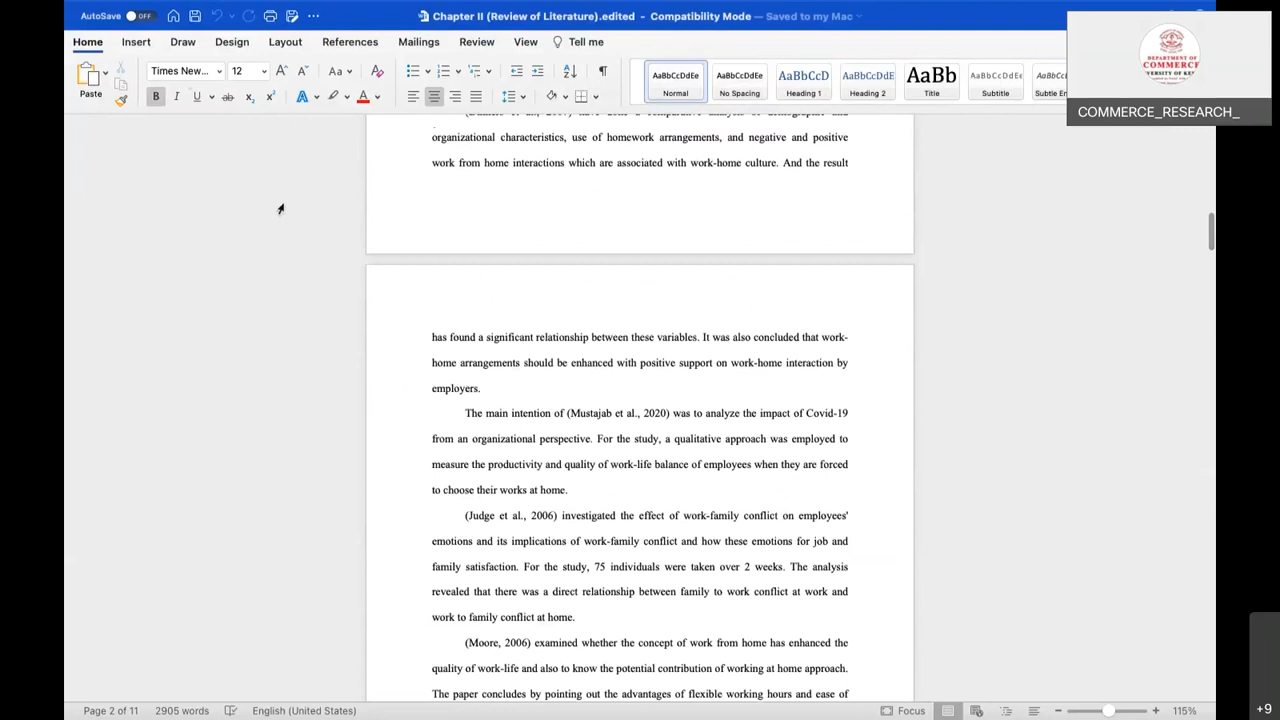 AutoSave OFF
Chapter II (Review of Literature).edited - Compatibility Mode — Saved to my Mac
Home Insert Draw Design Layout References Mailings Review View Tell me
Paste
Times New... 12
AaBbCcDdEe Normal
AaBbCcDdEe No Spacing
AaBbCcD Heading 1
AaBbCcDdE Heading 2
AaBb Title
AaBbCcDdEe Subtitle
AaBbCcDdEe Subtle Em
DEPARTMENT OF
COMMERCE
COMMERCE_RESEARCH_
organizational characteristics, use of homework arrangements, and negative and positive
work from home interactions which are associated with work-home culture. And the result
has found a significant relationship between these variables. It was also concluded that work-
home arrangements should be enhanced with positive support on work-home interaction by
employers.
The main intention of (Mustajab et al., 2020) was to analyze the impact of Covid-19
from an organizational perspective. For the study, a qualitative approach was employed to
measure the productivity and quality of work-life balance of employees when they are forced
to choose their works at home.
(Judge et al., 2006) investigated the effect of work-family conflict on employees'
emotions and its implications of work-family conflict and how these emotions for job and
family satisfaction. For the study, 75 individuals were taken over 2 weeks. The analysis
revealed that there was a direct relationship between family to work conflict at work and
work to family conflict at home.
(Moore, 2006) examined whether the concept of work from home has enhanced the
quality of work-life and also to know the potential contribution of working at home approach.
The paper concludes by pointing out the advantages of flexible working hours and ease of
Page 2 of 11 2905 words English (United States) Focus 115%
+9